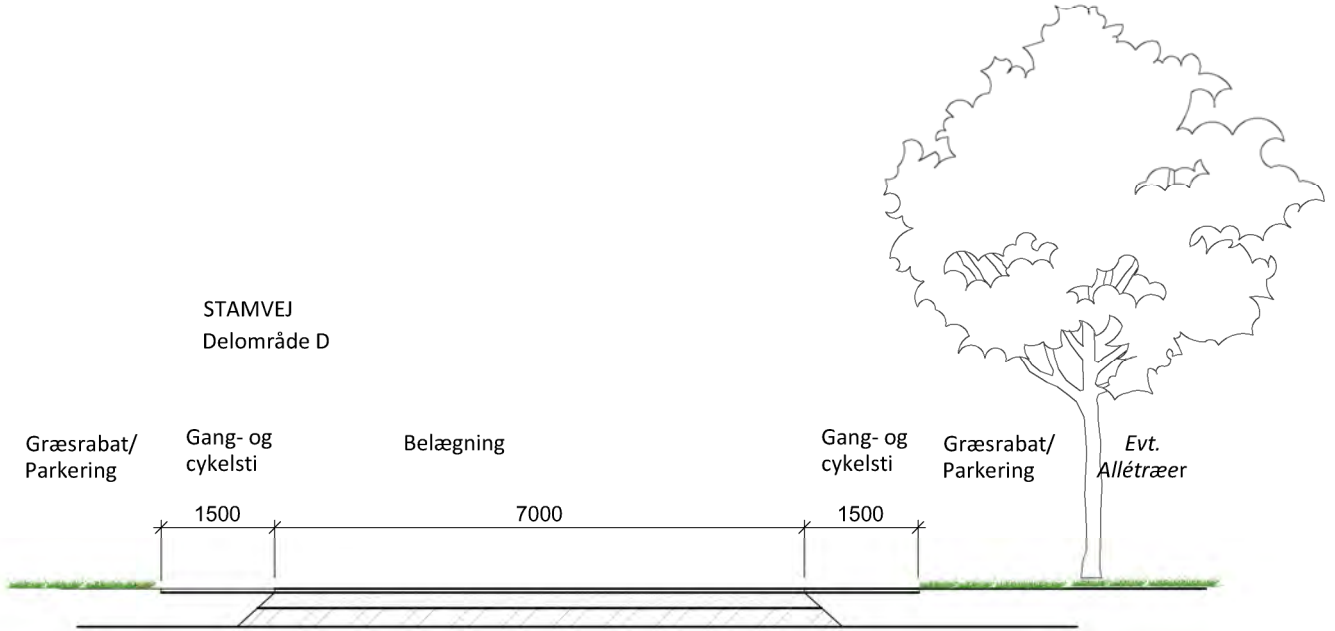 STAMVEJ
Delområde D
Græsrabat/
Parkering
Gang- og
cykelsti
Belægning
Gang- og
cykelsti
Græsrabat/
Parkering
Evt.
Allétræer
1500
7000
1500